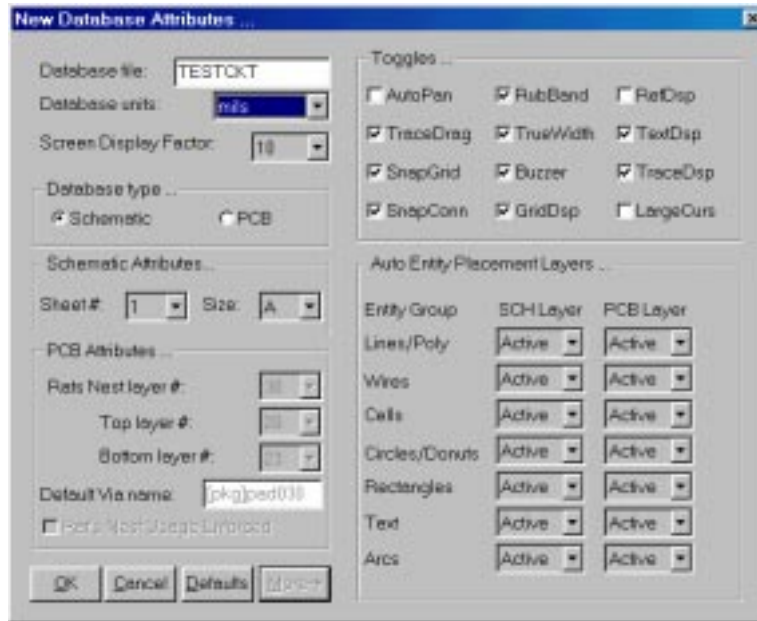 New Database Attributes ...
Database file: TESTCKT
Database units: mils
Screen Display Factor: 10
Database type ...
Schematic PCB
Schematic Attributes...
Sheet #: 1 Size: A
PCB Attributes ...
Rats Nest layer #:
Top layer #:
Bottom layer #:
Default Via name: [pkg]pad038
OK Cancel Defaults More->
Toggles ...
AutoPan RubBand RefDsp
TraceDrag TrueWidth TextDsp
SnapGrid Buzzer TraceDsp
SnapConn GridDsp LargeCurs
Auto Entity Placement Layers ...
Entity Group SCH Layer PCB Layer
Lines/Poly Active Active
Wires Active Active
Cells Active Active
Circles/Donuts Active Active
Rectangles Active Active
Text Active Active
Arcs Active Active